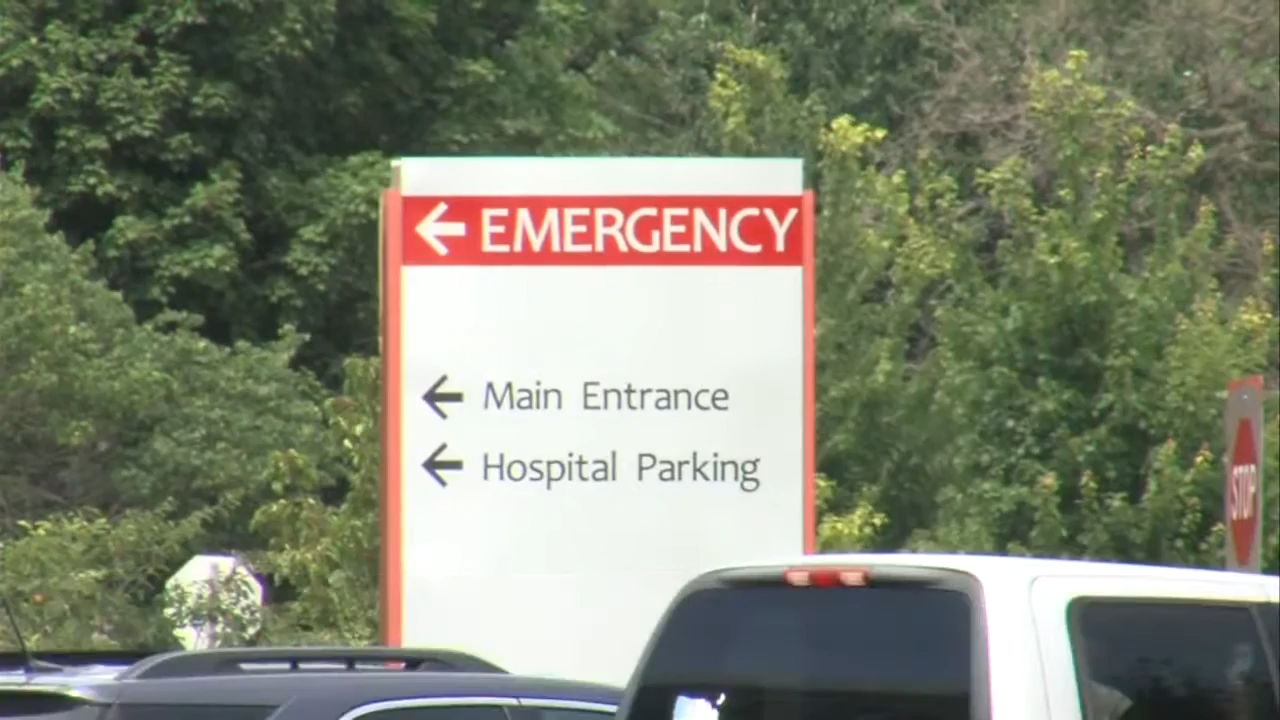 ← EMERGENCY
← Main Entrance
← Hospital Parking
STOP